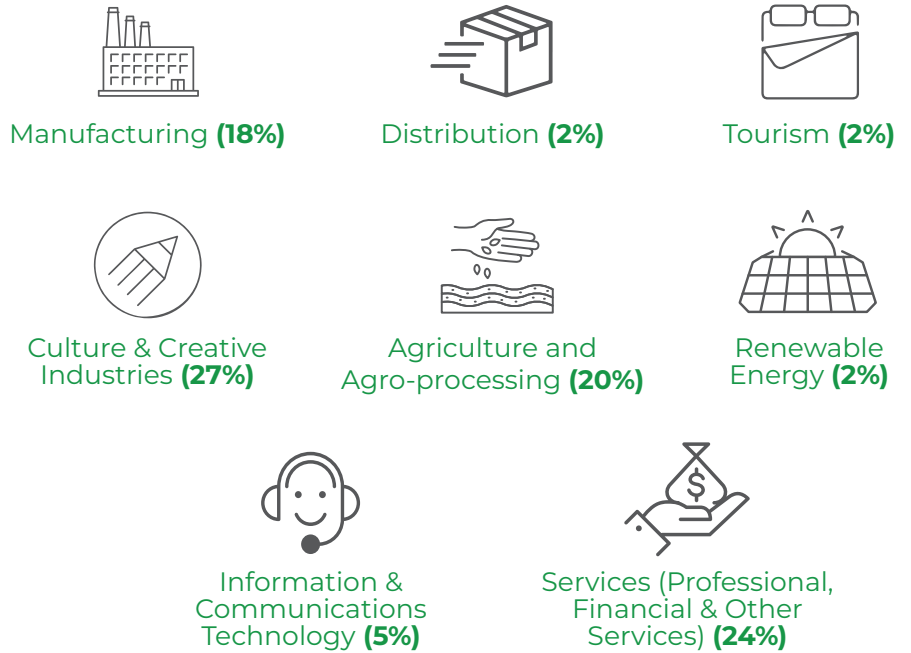 Manufacturing (18%)
Distribution (2%)
Tourism (2%)
Culture & Creative
Industries (27%)
Agriculture and
Agro-processing (20%)
Renewable
Energy (2%)
Information &
Communications
Technology (5%)
$
Services (Professional,
Financial & Other
Services) (24%)